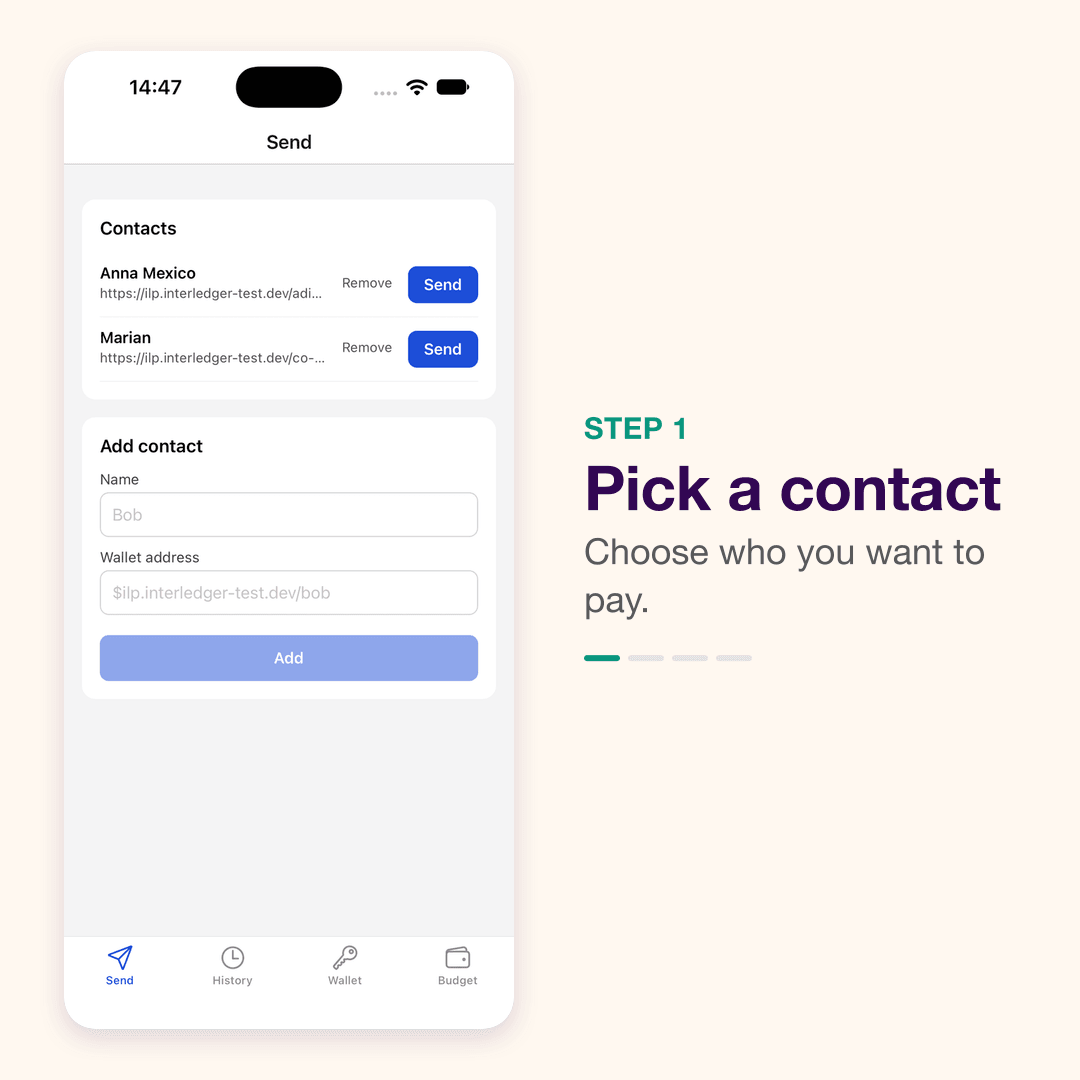 14:47
Send
Contacts
Anna Mexico
https://ilp.interledger-test.dev/adi...
Remove
Send
Marian
https://ilp.interledger-test.dev/co-...
Remove
Send
Add contact
Name
Bob
Wallet address
$ilp.interledger-test.dev/bob
Add
Send
History
Wallet
Budget
STEP 1
Pick a contact
Choose who you want to
pay.